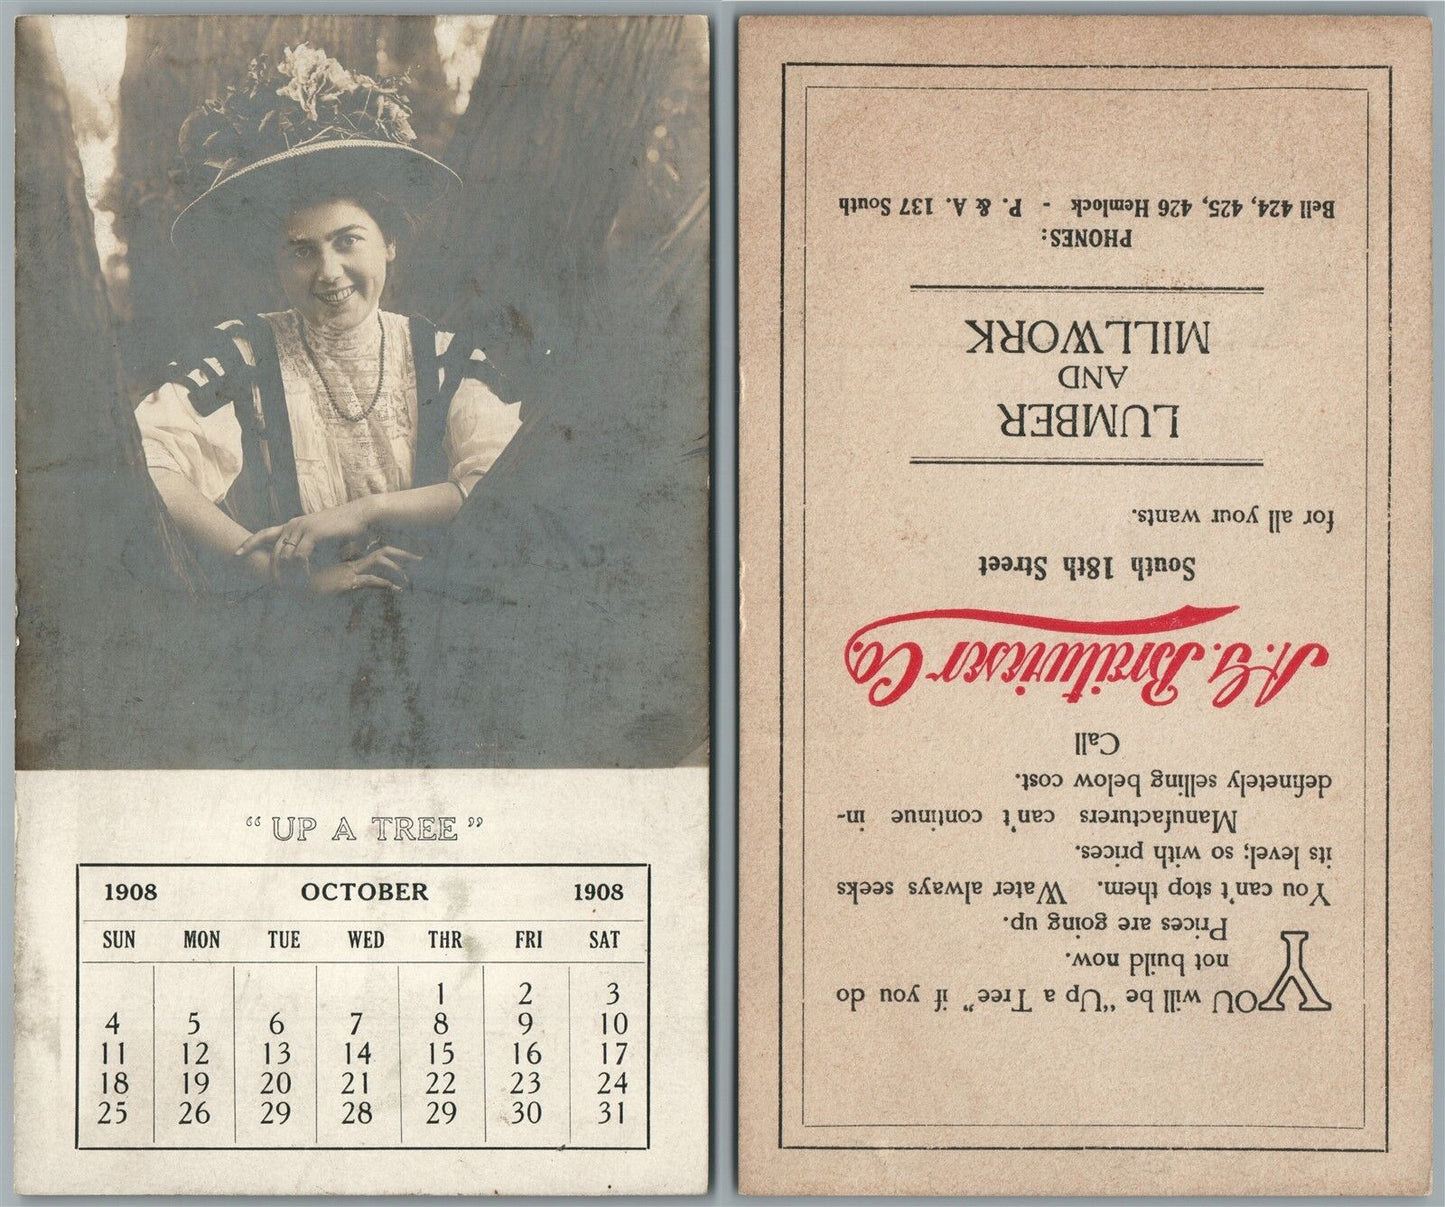 "UP A TREE"
1908 OCTOBER 1908
SUN MON TUE WED THR FRI SAT
1 2 3
4 5 6 7 8 9 10
11 12 13 14 15 16 17
18 19 20 21 22 23 24
25 26 29 28 29 30 31
YOU will be "Up a Tree" if you do
not build now.
Prices are going up.
You can't stop them. Water always seeks
its level; so with prices.
Manufacturers can't continue in-
definetely selling below cost.
Call
A. G. Breitwieser Co.
South 18th Street
for all your wants.
LUMBER
AND
MILLWORK
PHONES:
Bell 424, 425, 426 Hemlock - P. & A. 137 South